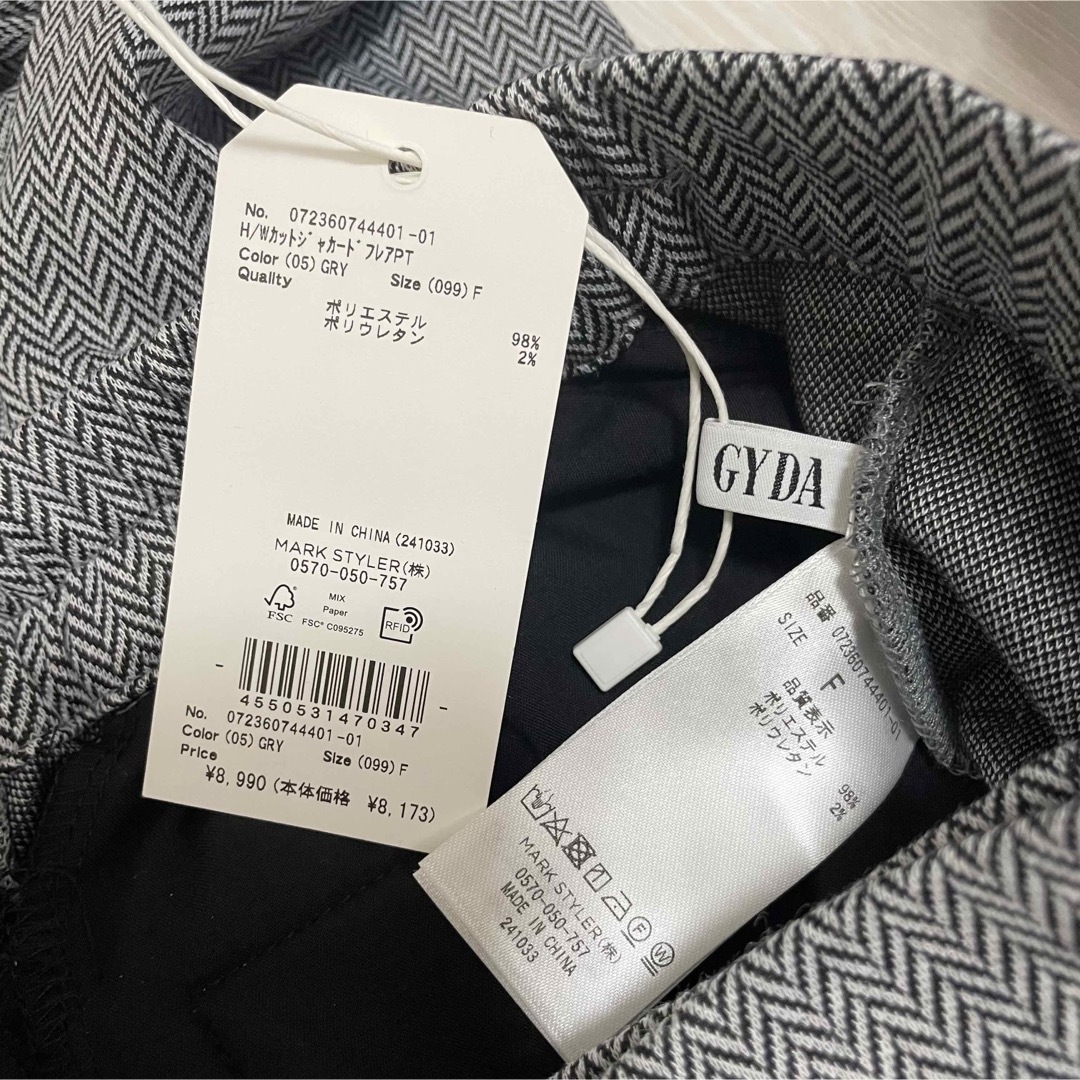 No. 072360744401-01
H/WカットジャカードフレアPT
Color (05) GRY Size (099) F
Quality
ポリエステル 98%
ポリウレタン 2%
MADE IN CHINA (241033)
MARK STYLER(株)
0570-050-757
FSC
MIX
Paper
FSC® C095275
RFID
4550531470347
No. 072360744401-01
Color (05) GRY Size (099) F
Price
¥8,990 (本体価格 ¥8,173)
GYDA
品番 072360744401-01
SIZE F
品質表示
ポリエステル 98%
ポリウレタン 2%
MARK STYLER(株)
0570-050-757
MADE IN CHINA
241033
F
W